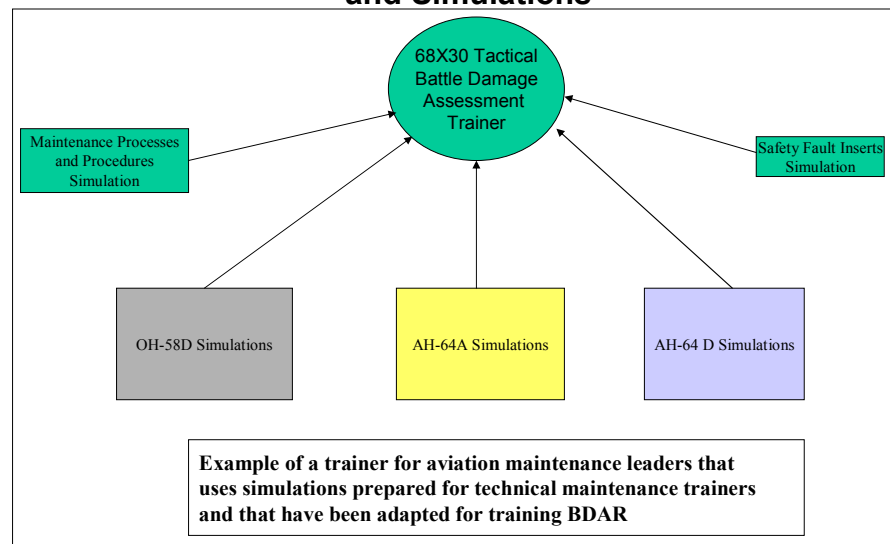 and Simulations
68X30 Tactical
Battle Damage
Assessment
Trainer
Maintenance Processes
and Procedures
Simulation
Safety Fault Inserts
Simulation
OH-58D Simulations
AH-64A Simulations
AH-64 D Simulations
Example of a trainer for aviation maintenance leaders that
uses simulations prepared for technical maintenance trainers
and that have been adapted for training BDAR